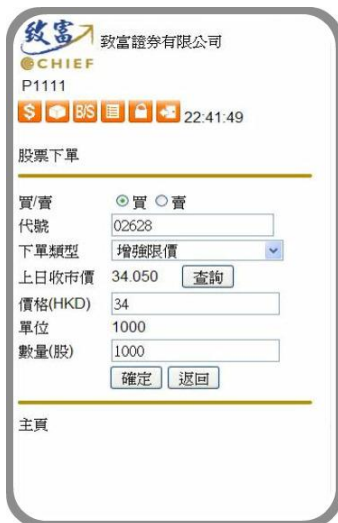 致富 致富證券有限公司
CHIEF
P1111
$ B/S 22:41:49
股票下單
買/賣 買 賣
代號 02628
下單類型 增強限價
上日收市價 34.050 查詢
價格(HKD) 34
單位 1000
數量(股) 1000
確定 返回
主頁